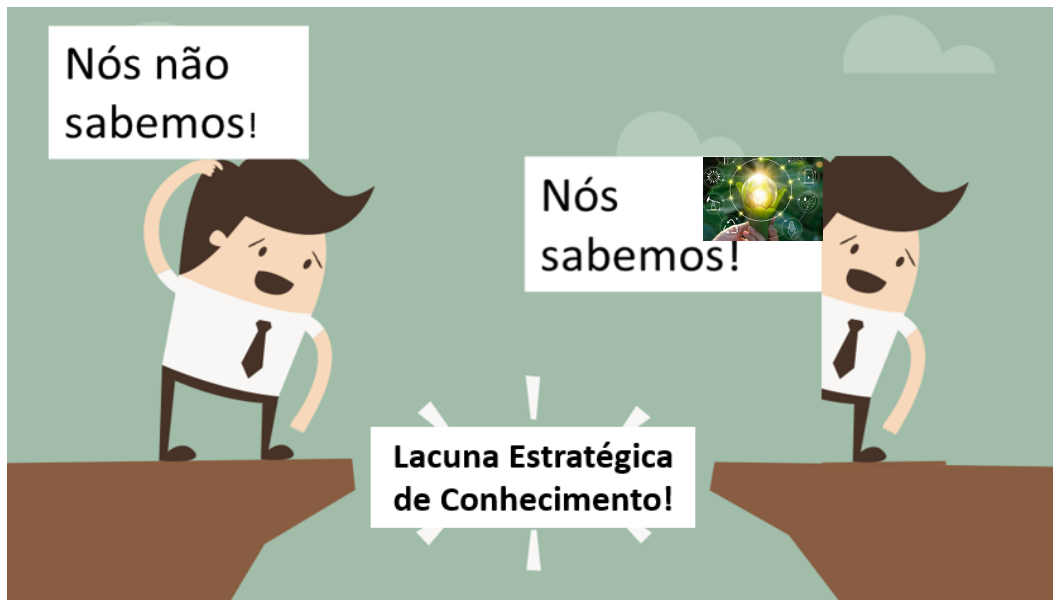 Nós não
sabemos!
Nós
sabemos!
Lacuna Estratégica
de Conhecimento!